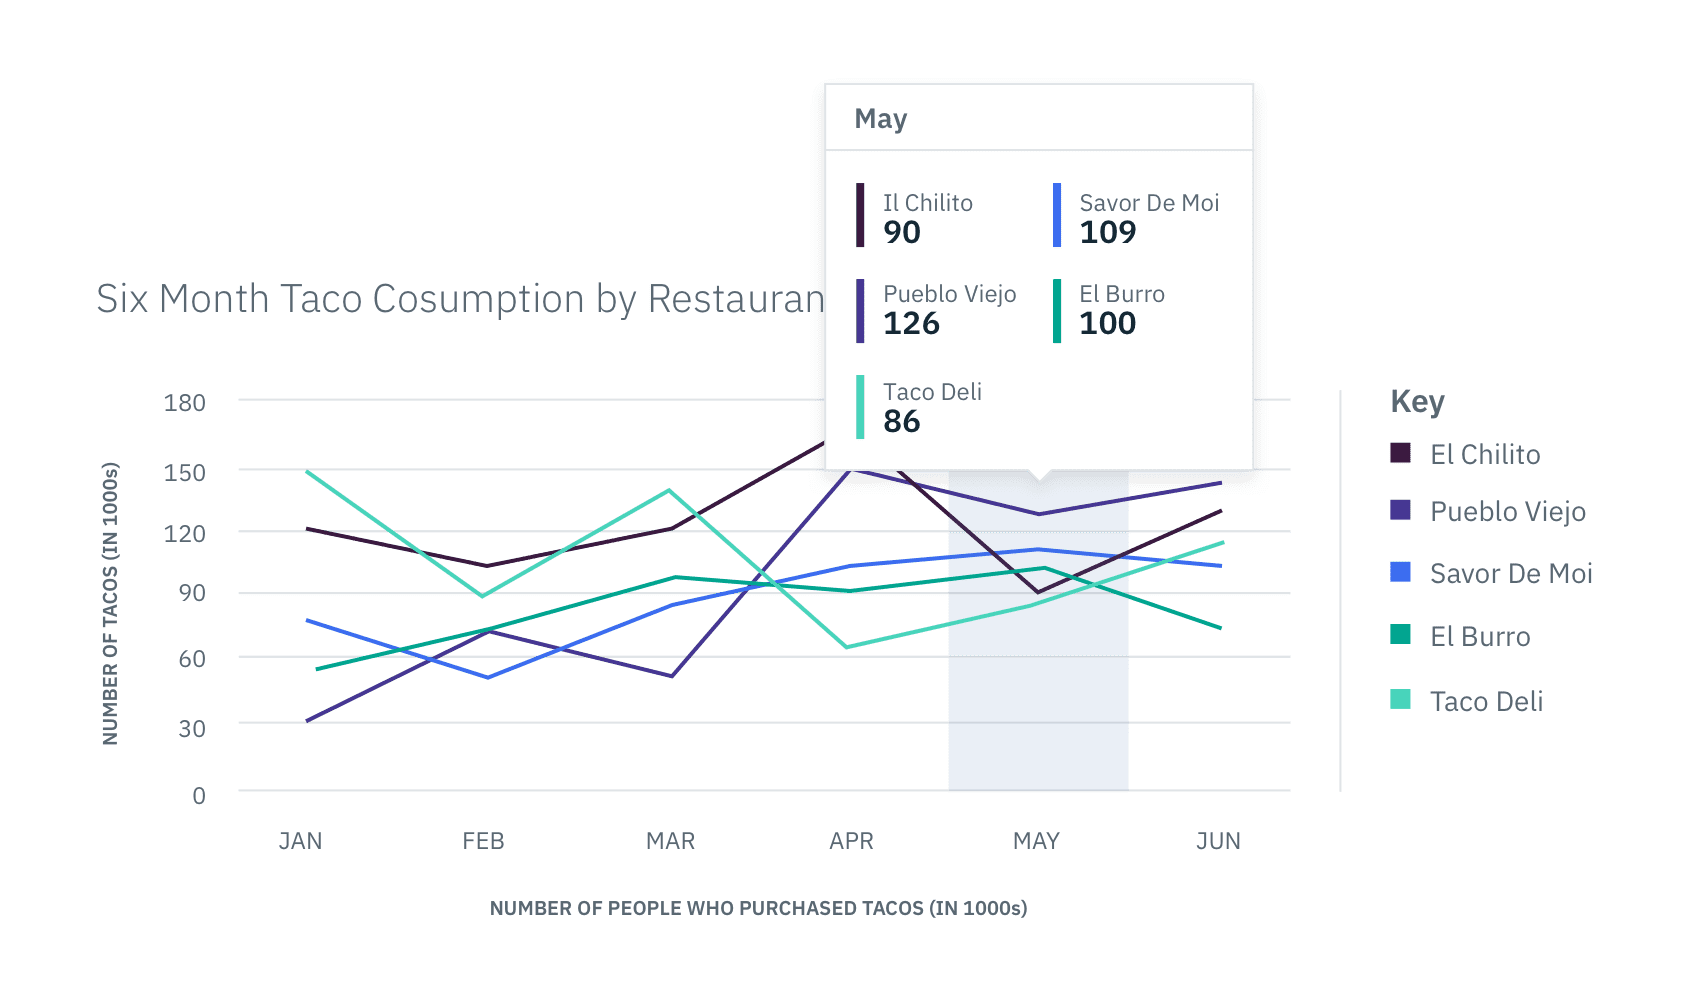 May
Il Chilito
90
Savor De Moi
109
Pueblo Viejo
126
El Burro
100
Taco Deli
86
Six Month Taco Cosumption by Restauran
180
150
120
90
60
30
0
NUMBER OF TACOS (IN 1000s)
JAN
FEB
MAR
APR
MAY
JUN
NUMBER OF PEOPLE WHO PURCHASED TACOS (IN 1000s)
Key
El Chilito
Pueblo Viejo
Savor De Moi
El Burro
Taco Deli